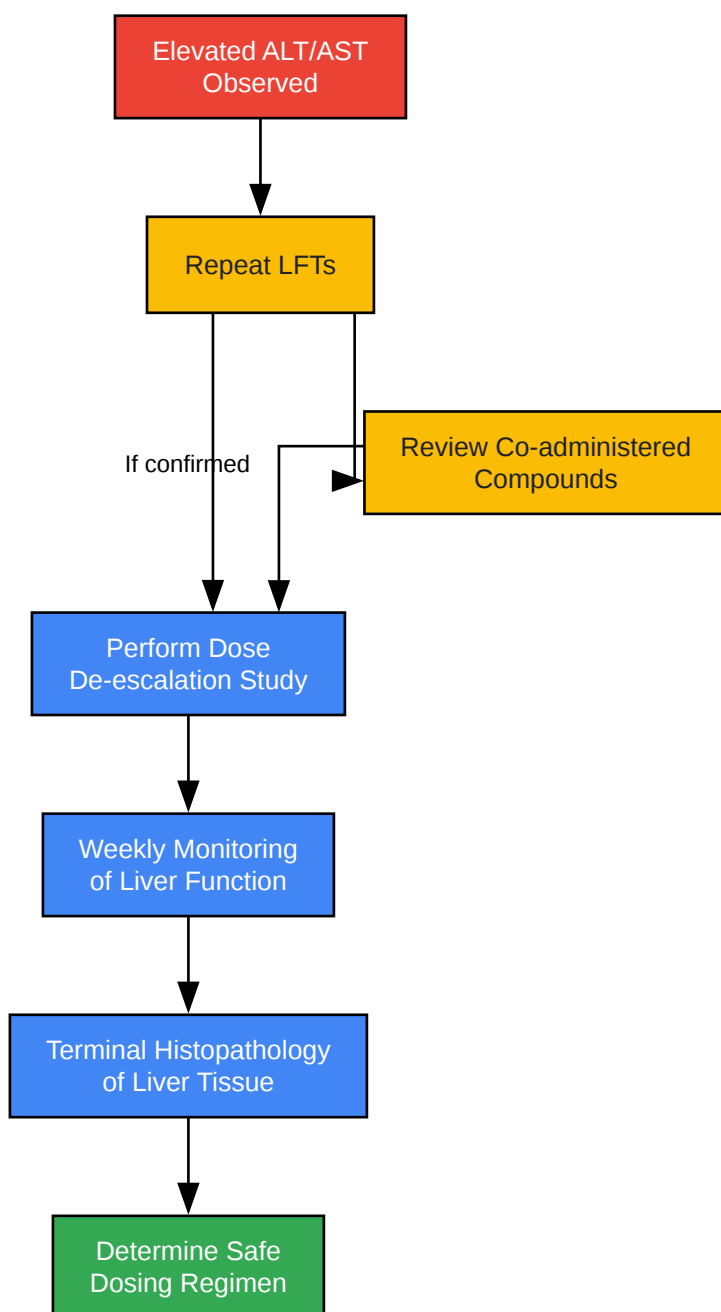 Elevated ALT/AST
Observed
Repeat LFTs
Review Co-administered
Compounds
If confirmed
Perform Dose
De-escalation Study
Weekly Monitoring
of Liver Function
Terminal Histopathology
of Liver Tissue
Determine Safe
Dosing Regimen